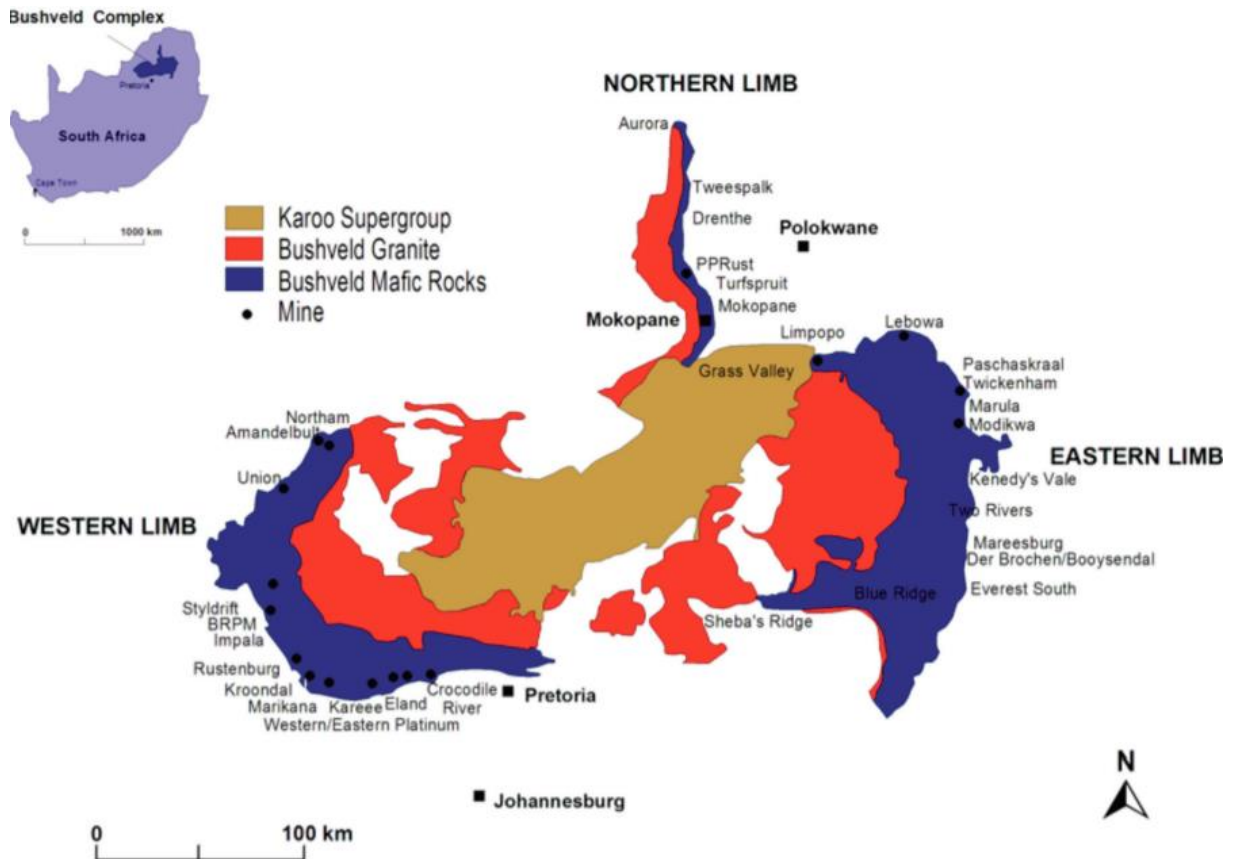 Bushveld Complex
Pretoria
South Africa
Cape Town
0 1000 km
NORTHERN LIMB
Aurora
Tweespalk
Drenthe
Polokwane
Karoo Supergroup
Bushveld Granite
Bushveld Mafic Rocks
Mine
PPRust
Turfspruit
Mokopane
Mokopane
Limpopo
Lebowa
Grass Valley
Paschaskraal
Twickenham
Marula
Modikwa
EASTERN LIMB
Kenedy's Vale
Two Rivers
Mareesburg
Der Brochen/Booysendal
Everest South
Blue Ridge
Sheba's Ridge
Northam
Amandelbult
Union
WESTERN LIMB
Styldrift
BRPM
Impala
Rustenburg
Kroondal
Marikana
Kareee
Eland
Crocodile
River
Western/Eastern Platinum
Pretoria
Johannesburg
N
0 100 km